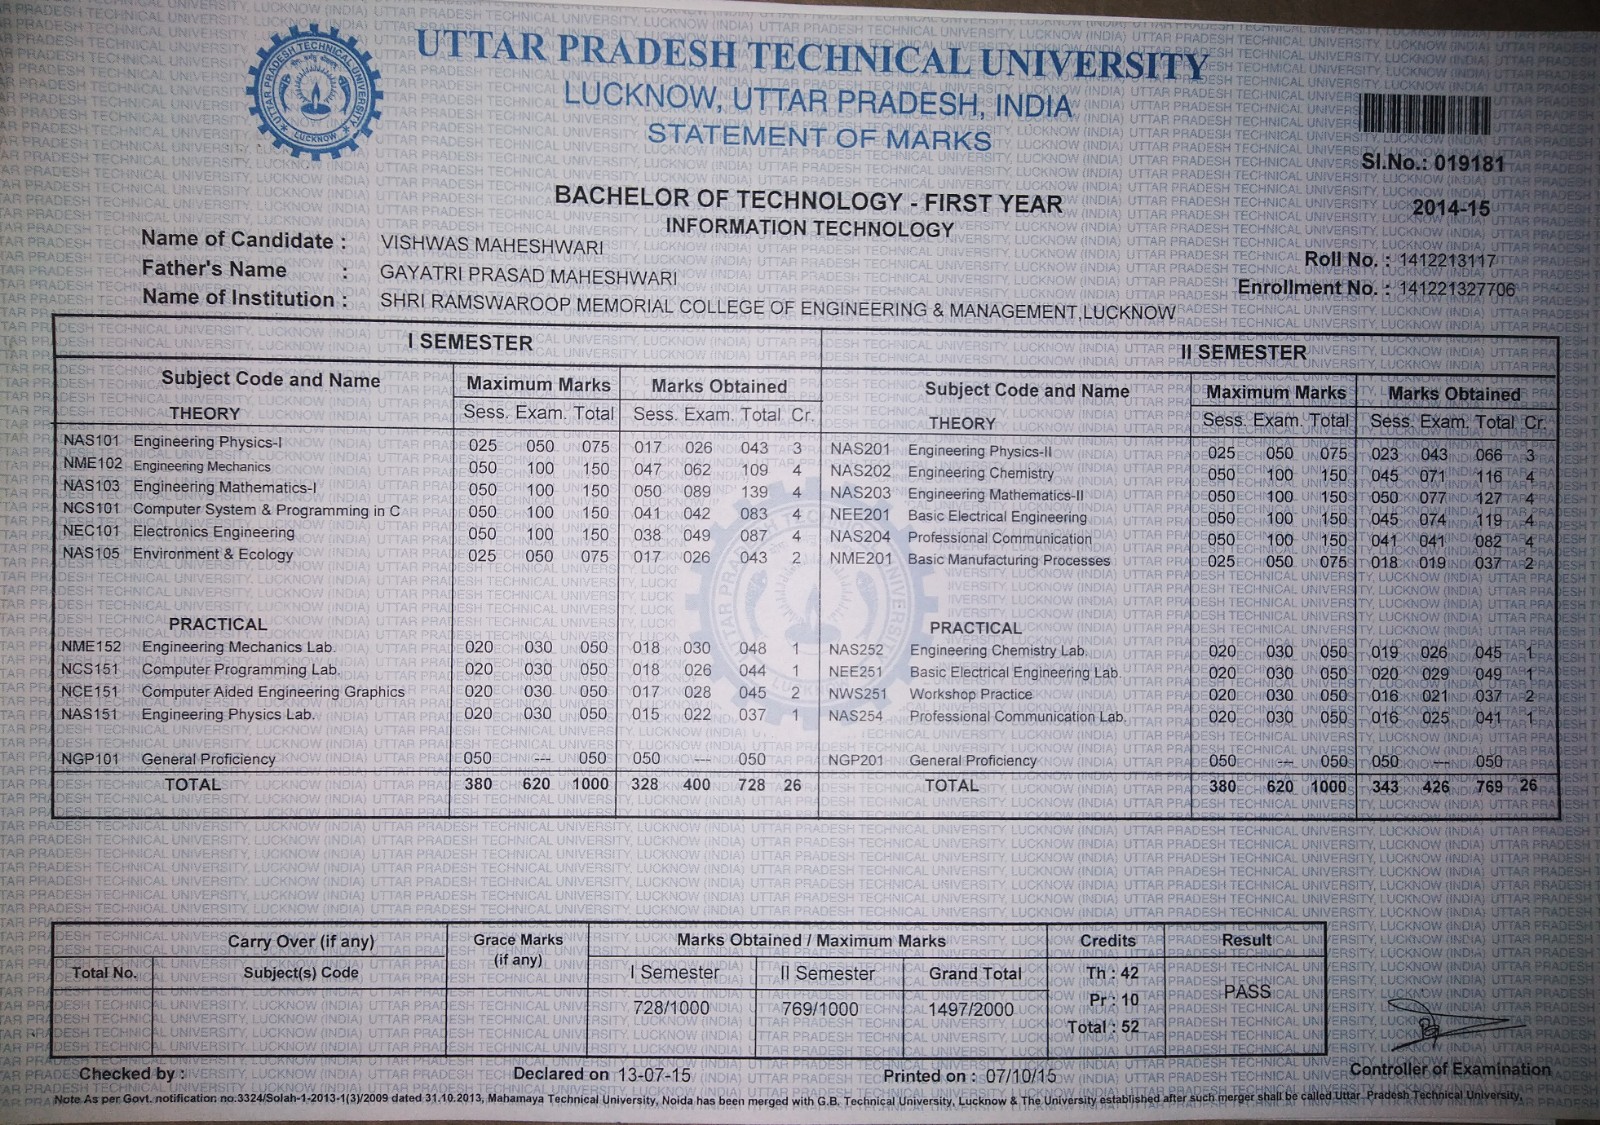 UTTAR PRADESH TECHNICAL UNIVERSITY
LUCKNOW, UTTAR PRADESH, INDIA
STATEMENT OF MARKS
Sl.No.: 019181
BACHELOR OF TECHNOLOGY - FIRST YEAR
2014-15
INFORMATION TECHNOLOGY
Name of Candidate : VISHWAS MAHESHWARI
Roll No. : 1412213117
Father's Name : GAYATRI PRASAD MAHESHWARI
Enrollment No. : 141221327706
Name of Institution : SHRI RAMSWAROOP MEMORIAL COLLEGE OF ENGINEERING & MANAGEMENT,LUCKNOW
I SEMESTER
Subject Code and Name Maximum Marks Marks Obtained
THEORY Sess. Exam. Total Sess. Exam. Total Cr.
NAS101 Engineering Physics-I 025 050 075 017 026 043 3
NME102 Engineering Mechanics 050 100 150 047 062 109 4
NAS103 Engineering Mathematics-I 050 100 150 050 089 139 4
NCS101 Computer System & Programming in C 050 100 150 041 042 083 4
NEC101 Electronics Engineering 050 100 150 038 049 087 4
NAS105 Environment & Ecology 025 050 075 017 026 043 2
PRACTICAL
NME152 Engineering Mechanics Lab. 020 030 050 018 030 048 1
NCS151 Computer Programming Lab. 020 030 050 018 026 044 1
NCE151 Computer Aided Engineering Graphics 020 030 050 017 028 045 2
NAS151 Engineering Physics Lab. 020 030 050 015 022 037 1
NGP101 General Proficiency 050 --- 050 050 --- 050
TOTAL 380 620 1000 328 400 728 26
II SEMESTER
Subject Code and Name Maximum Marks Marks Obtained
THEORY Sess. Exam. Total Sess. Exam. Total Cr.
NAS201 Engineering Physics-II 025 050 075 023 043 066 3
NAS202 Engineering Chemistry 050 100 150 045 071 116 4
NAS203 Engineering Mathematics-II 050 100 150 050 077 127 4
NEE201 Basic Electrical Engineering 050 100 150 045 074 119 4
NAS204 Professional Communication 050 100 150 041 041 082 4
NME201 Basic Manufacturing Processes 025 050 075 018 019 037 2
PRACTICAL
NAS252 Engineering Chemistry Lab. 020 030 050 019 026 045 1
NEE251 Basic Electrical Engineering Lab. 020 030 050 020 029 049 1
NWS251 Workshop Practice 020 030 050 016 021 037 2
NAS254 Professional Communication Lab. 020 030 050 016 025 041 1
NGP201 General Proficiency 050 --- 050 050 --- 050
TOTAL 380 620 1000 343 426 769 26
Carry Over (if any) Grace Marks (if any) Marks Obtained / Maximum Marks Credits Result
Total No. Subject(s) Code I Semester II Semester Grand Total Th : 42
728/1000 769/1000 1497/2000 Pr : 10 PASS
Total : 52
Checked by : Declared on 13-07-15 Printed on : 07/10/15 Controller of Examination
Note.As per Govt. notification no:3324/Solah-1-2013-1(3)/2009 dated 31.10.2013, Mahamaya Technical University, Noida has been merged with G.B. Technical University, Lucknow & The University established after such merger shall be called Uttar Pradesh Technical University,